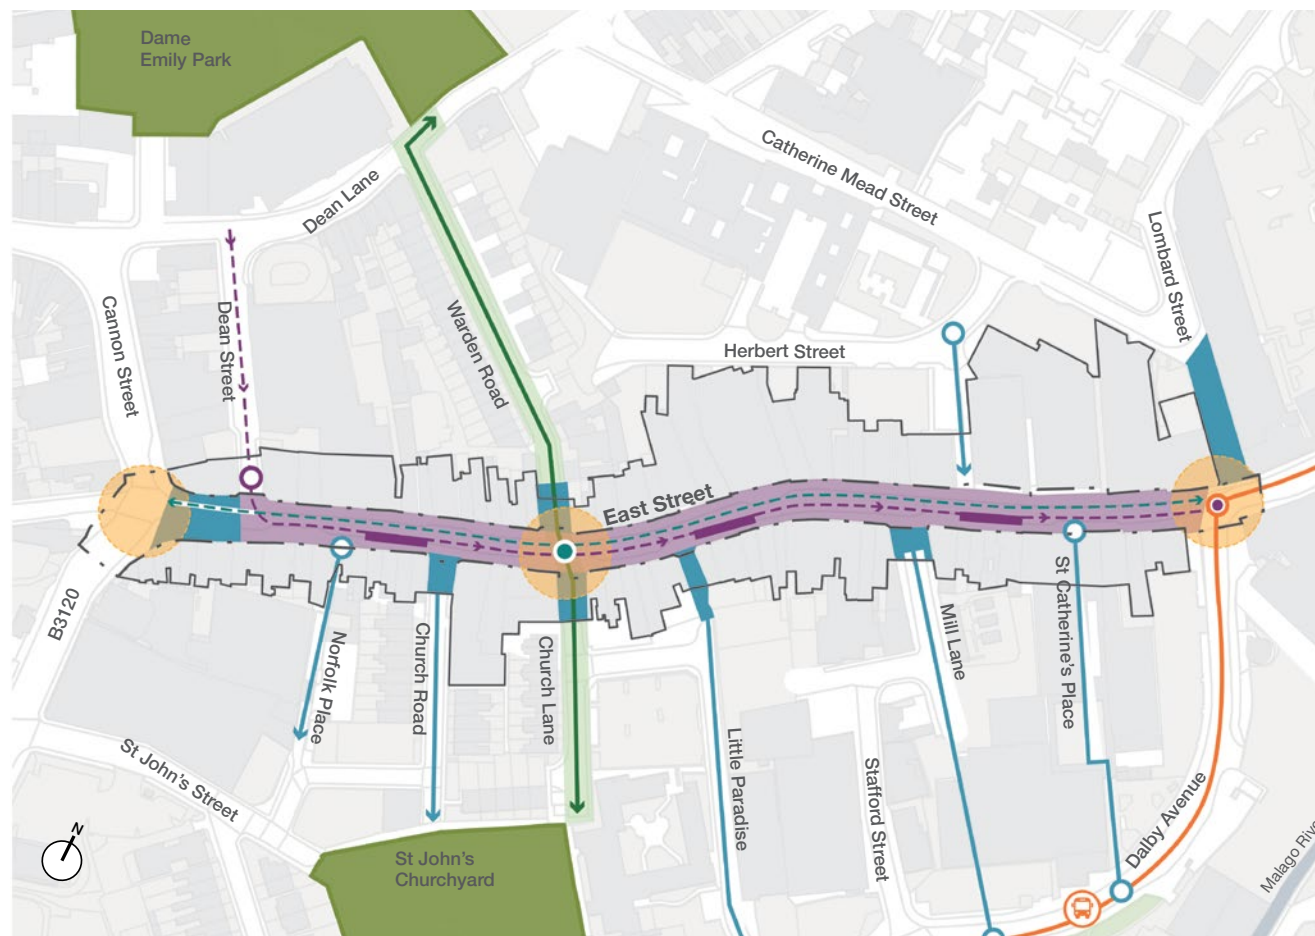 Dame
Emily Park
Catherine Mead Street
Dean Lane
Lombard Street
Cannon Street
Dean Street
Warden Road
Herbert Street
East Street
B3120
Norfolk Place
Church Road
Church Lane
Mill Lane
St Catherine's Place
St John's Street
Little Paradise
Stafford Street
Dalby Avenue
N
St John's
Churchyard
Malago